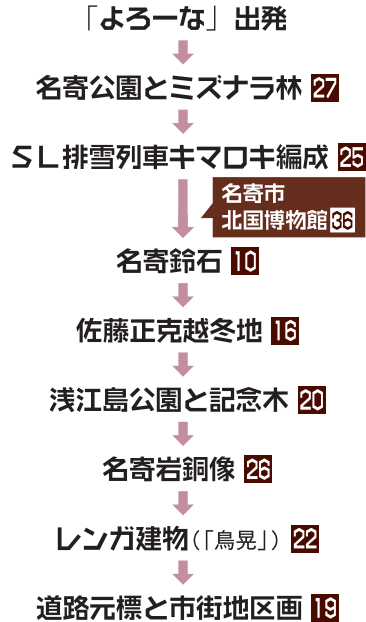 「よろーな」出発
名寄公園とミズナラ林 27
SL排雪列車キマロキ編成 25
名寄市
北国博物館 36
名寄鈴石 10
佐藤正克越冬地 16
浅江島公園と記念木 20
名寄岩銅像 26
レンガ建物(「鳥晃」) 22
道路元標と市街地区画 19